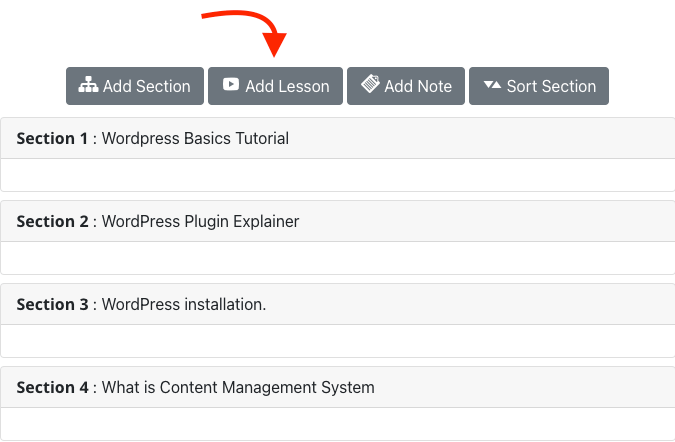 Add Section Add Lesson Add Note Sort Section
Section 1 : Wordpress Basics Tutorial
Section 2 : WordPress Plugin Explainer
Section 3 : WordPress installation.
Section 4 : What is Content Management System